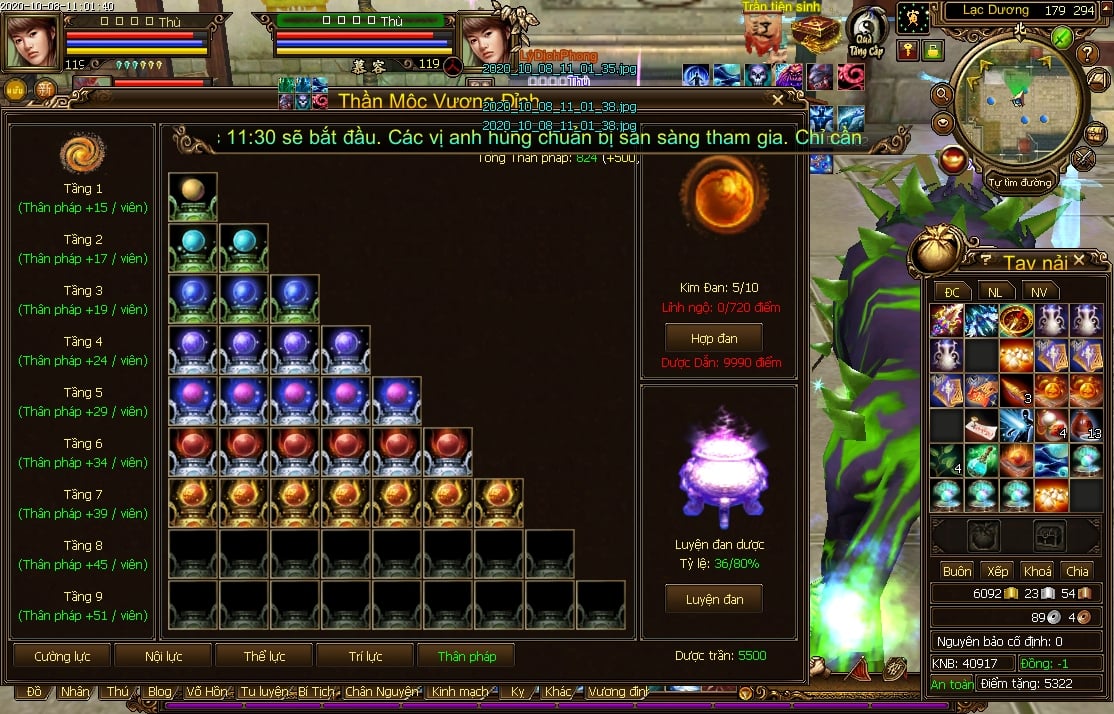 2020-10-08-11:01:40
Thù
Thù
119
慕容
119
新
LýDịchPhong
2020_10_08_11_01_35.jpg
Thù
Trần tiên sinh
Quà
Tăng Cấp
Lạc Dương 179 294
Tự tìm đường
Thần Mộc Vương Đỉnh
2020_10_08_11_01_38.jpg
2020_10_08_11_01_38.jpg
11:30 sẽ bắt đầu. Các vị anh hùng chuẩn bị sẵn sàng tham gia. Chỉ cần
Tổng Thân pháp: 824 (+500)
Tầng 1
(Thân pháp +15 / viên)
Tầng 2
(Thân pháp +17 / viên)
Tầng 3
(Thân pháp +19 / viên)
Tầng 4
(Thân pháp +24 / viên)
Tầng 5
(Thân pháp +29 / viên)
Tầng 6
(Thân pháp +34 / viên)
Tầng 7
(Thân pháp +39 / viên)
Tầng 8
(Thân pháp +45 / viên)
Tầng 9
(Thân pháp +51 / viên)
Kim Đan: 5/10
Lĩnh ngộ: 0/720 điểm
Hợp đan
Dược Dẫn: 9990 điểm
Luyện đan dược
Tỷ lệ: 36/80%
Luyện đan
Dược trần: 5500
Cường lực
Nội lực
Thể lực
Trí lực
Thân pháp
Tay nải
ĐC
NL
NV
3
4
13
4
Buôn
Xếp
Khoá
Chia
6092 23 54
89 4
Nguyên bảo cố định: 0
KNB: 40917
Đồng: -1
An toàn
Điểm tặng: 5322
Đồ Nhân Thú Blog Võ Hồn Tu luyện Bí Tịch Chân Nguyên Kinh mạch Kỵ Khác Vương đỉnh